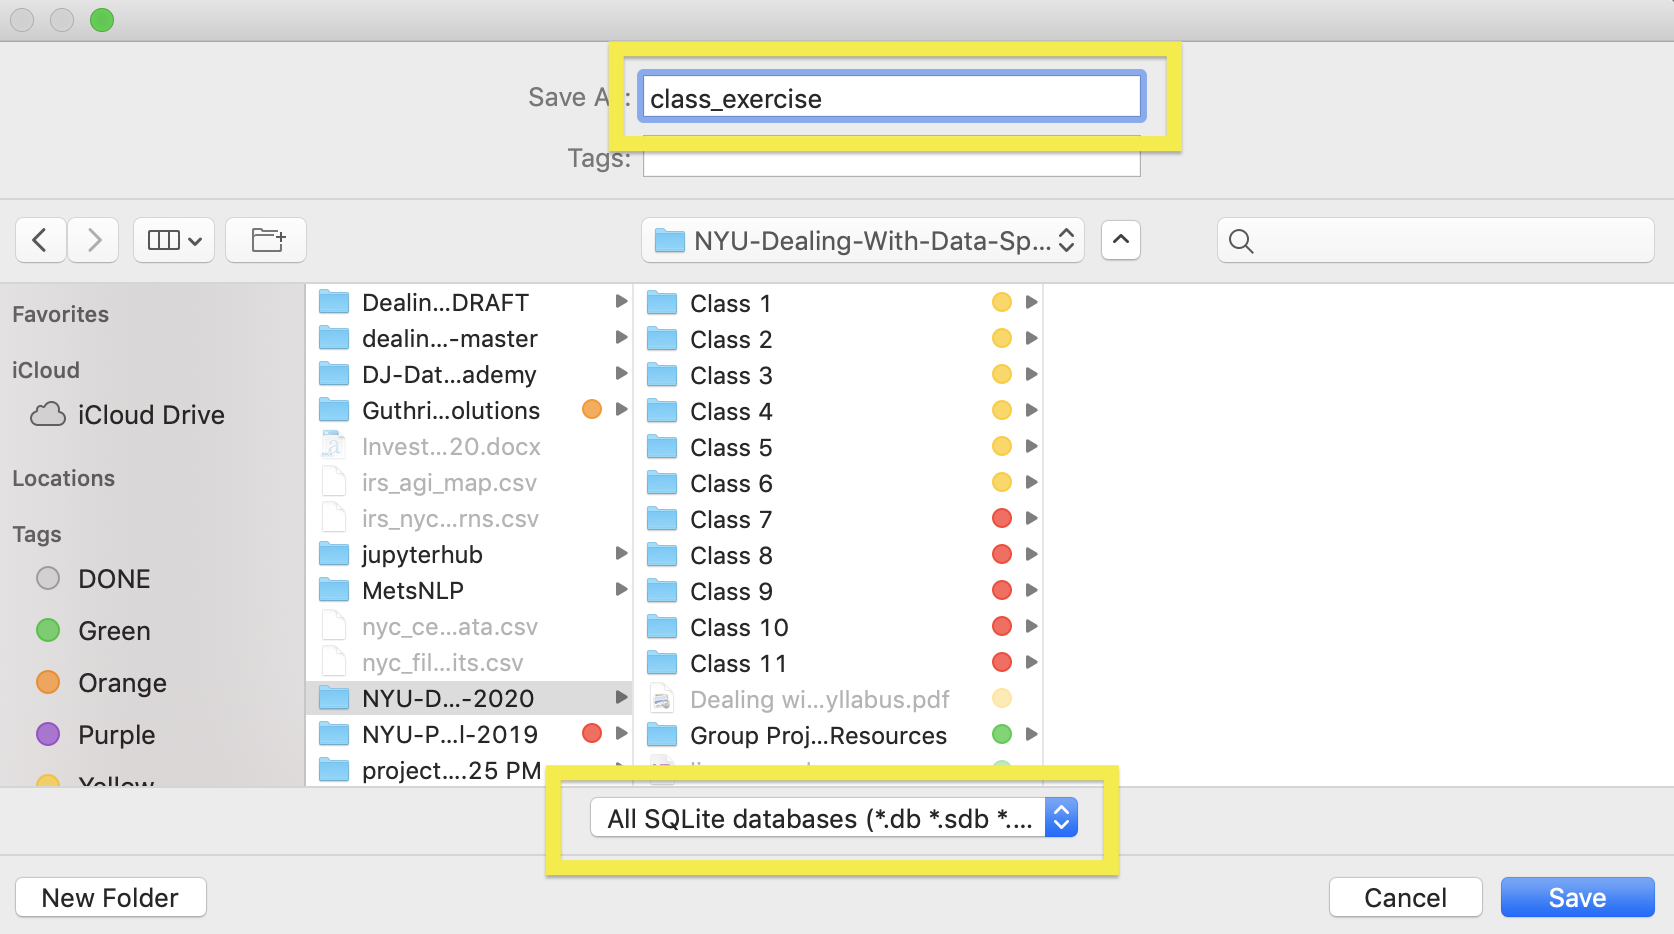 Save A :
class_exercise
Tags:
NYU-Dealing-With-Data-Sp...
Favorites
iCloud
iCloud Drive
Locations
Tags
DONE
Green
Orange
Purple
Yellow
Dealin...DRAFT
dealin...-master
DJ-Dat...ademy
Guthri...olutions
Invest...20.docx
irs_agi_map.csv
irs_nyc...rns.csv
jupyterhub
MetsNLP
nyc_ce...ata.csv
nyc_fil...its.csv
NYU-D...-2020
NYU-P...l-2019
project....25 PM
Class 1
Class 2
Class 3
Class 4
Class 5
Class 6
Class 7
Class 8
Class 9
Class 10
Class 11
Dealing wi...yllabus.pdf
Group Proj...Resources
All SQLite databases (*.db *.sdb *....
New Folder
Cancel
Save